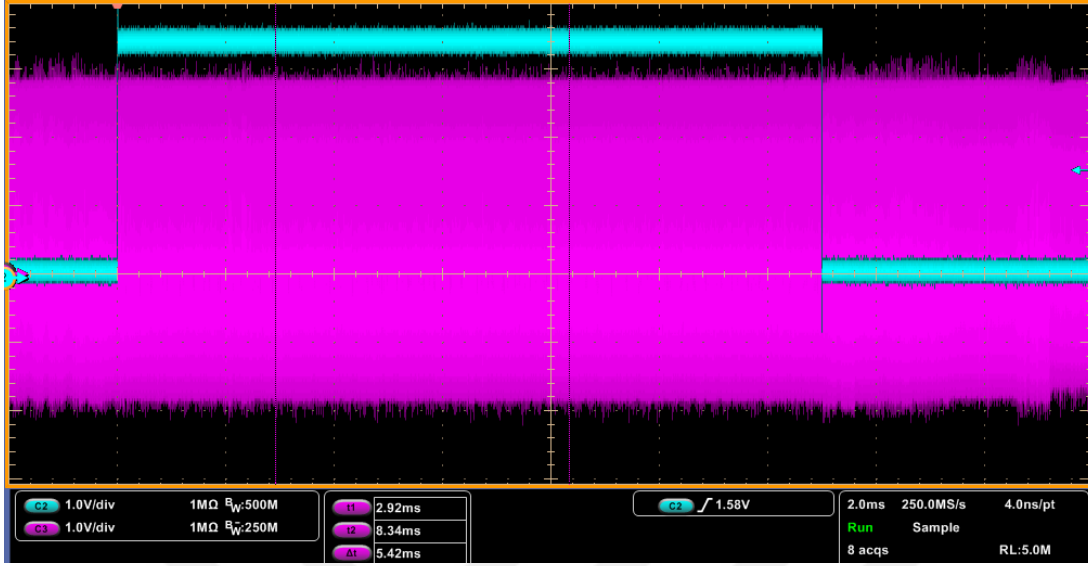 C2 1.0V/div 1MΩ BW:500M
C3 1.0V/div 1MΩ BW:250M
t1 2.92ms
t2 8.34ms
Δt 5.42ms
C2 1.58V
2.0ms 250.0MS/s 4.0ns/pt
Run Sample
8 acqs RL:5.0M